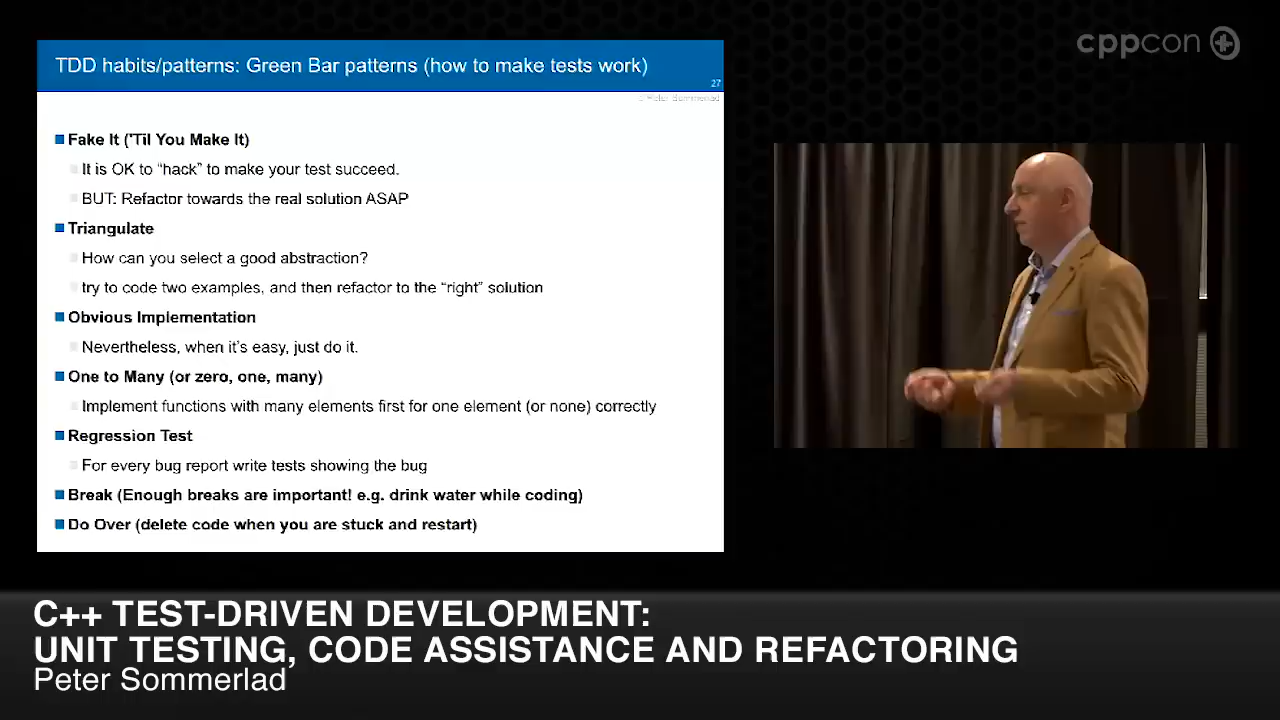 cppcon
TDD habits/patterns: Green Bar patterns (how to make tests work)
27
Peter Sommerlad
Fake It ('Til You Make It)
It is OK to “hack” to make your test succeed.
BUT: Refactor towards the real solution ASAP
Triangulate
How can you select a good abstraction?
try to code two examples, and then refactor to the “right” solution
Obvious Implementation
Nevertheless, when it’s easy, just do it.
One to Many (or zero, one, many)
Implement functions with many elements first for one element (or none) correctly
Regression Test
For every bug report write tests showing the bug
Break (Enough breaks are important! e.g. drink water while coding)
Do Over (delete code when you are stuck and restart)
C++ TEST-DRIVEN DEVELOPMENT:
UNIT TESTING, CODE ASSISTANCE AND REFACTORING
Peter Sommerlad